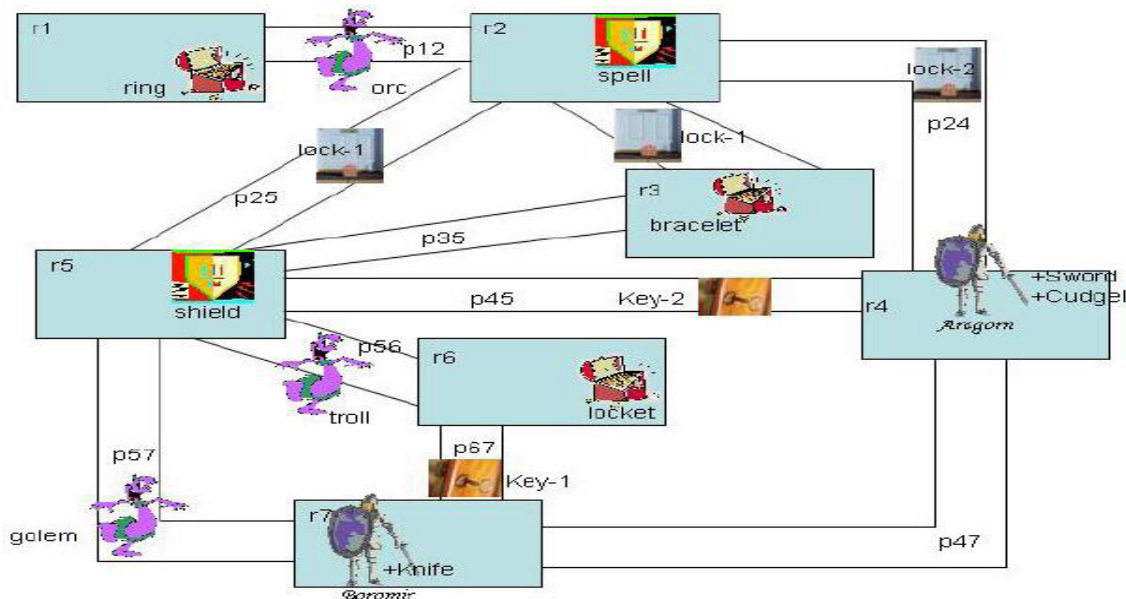 r1
ring
p12
orc
r2
spell
lock-2
p24
lock-1
lock-1
p25
r3
bracelet
p35
r5
shield
p45
Key-2
r4
+Sword
+Cudgel
Aragorn
p56
troll
r6
locket
p67
Key-1
p57
golem
r7
+Knife
Boromir
p47